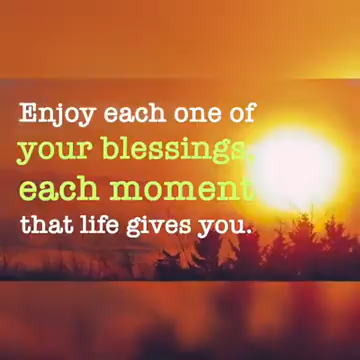 Enjoy each one of
your blessings,
each moment
that life gives you.